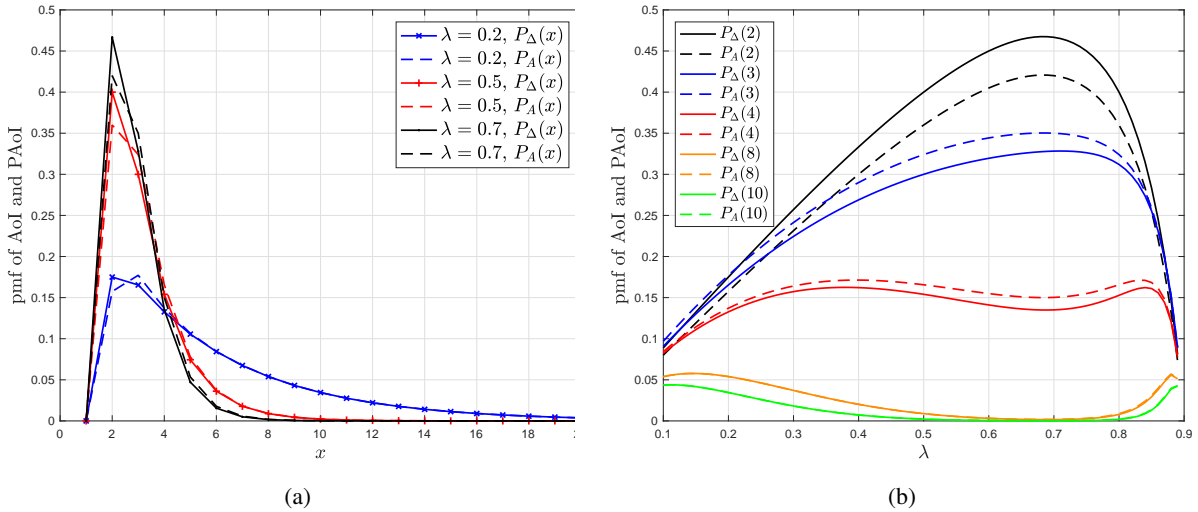 pmf of AoI and PAoI
0.5
0.45
0.4
0.35
0.3
0.25
0.2
0.15
0.1
0.05
0
0 2 4 6 8 10 12 14 16 18
x
λ = 0.2, P_Δ(x)
λ = 0.2, P_A(x)
λ = 0.5, P_Δ(x)
λ = 0.5, P_A(x)
λ = 0.7, P_Δ(x)
λ = 0.7, P_A(x)
(a)
pmf of AoI and PAoI
0.5
0.45
0.4
0.35
0.3
0.25
0.2
0.15
0.1
0.05
0
0.1 0.2 0.3 0.4 0.5 0.6 0.7 0.8 0.9
λ
P_Δ(2)
P_A(2)
P_Δ(3)
P_A(3)
P_Δ(4)
P_A(4)
P_Δ(8)
P_A(8)
P_Δ(10)
P_A(10)
(b)